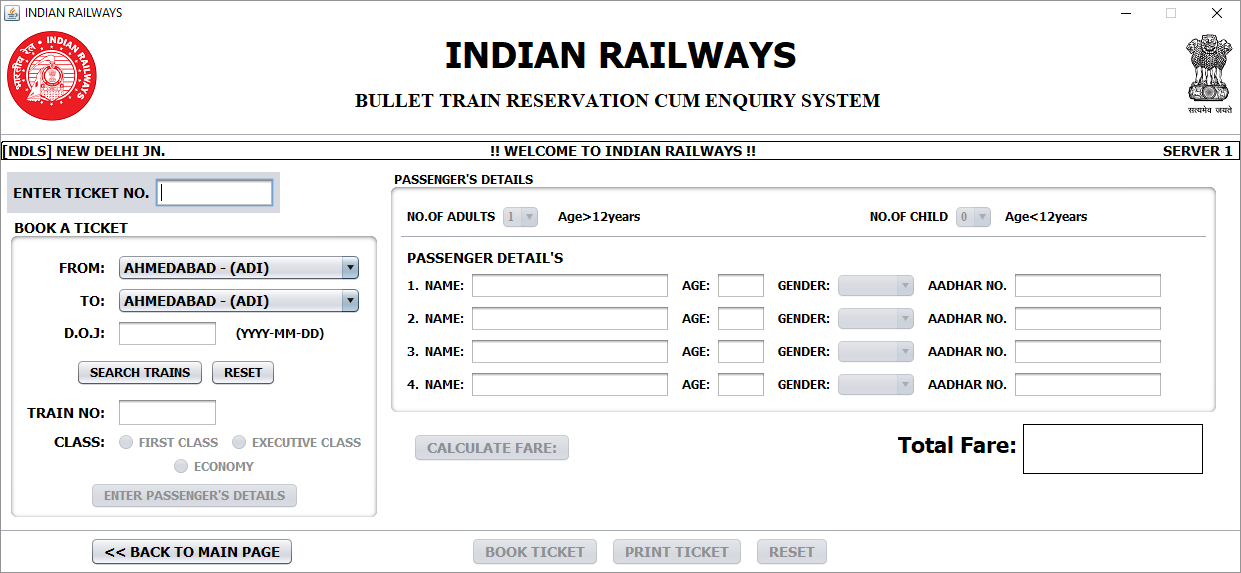 INDIAN RAILWAYS
INDIAN RAILWAYS
भारतीय रेल • INDIAN RAILWAYS
BULLET TRAIN RESERVATION CUM ENQUIRY SYSTEM
सत्यमेव जयते
[NDLS] NEW DELHI JN. !! WELCOME TO INDIAN RAILWAYS !! SERVER 1
ENTER TICKET NO.
BOOK A TICKET
FROM: AHMEDABAD - (ADI)
TO: AHMEDABAD - (ADI)
D.O.J: (YYYY-MM-DD)
SEARCH TRAINS RESET
TRAIN NO:
CLASS: FIRST CLASS EXECUTIVE CLASS
ECONOMY
ENTER PASSENGER'S DETAILS
PASSENGER'S DETAILS
NO.OF ADULTS 1 Age>12years NO.OF CHILD 0 Age<12years
PASSENGER DETAIL'S
1. NAME: AGE: GENDER: AADHAR NO.
2. NAME: AGE: GENDER: AADHAR NO.
3. NAME: AGE: GENDER: AADHAR NO.
4. NAME: AGE: GENDER: AADHAR NO.
CALCULATE FARE: Total Fare:
<< BACK TO MAIN PAGE BOOK TICKET PRINT TICKET RESET